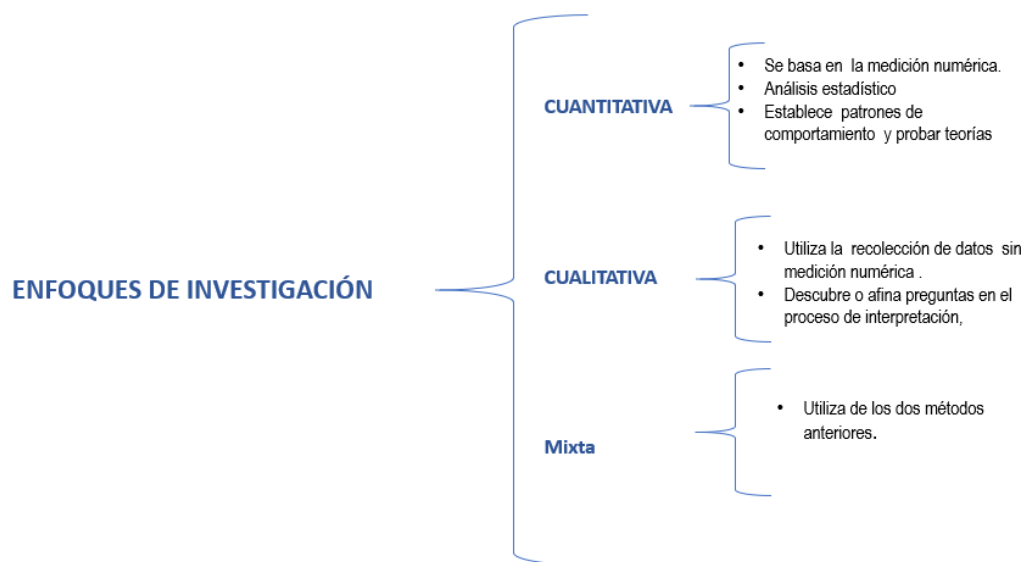 CUANTITATIVA
• Se basa en la medición numérica.
• Análisis estadístico
• Establece patrones de
comportamiento y probar teorías
ENFOQUES DE INVESTIGACIÓN
CUALITATIVA
• Utiliza la recolección de datos sin
medición numérica .
• Descubre o afina preguntas en el
proceso de interpretación,
Mixta
• Utiliza de los dos métodos
anteriores.